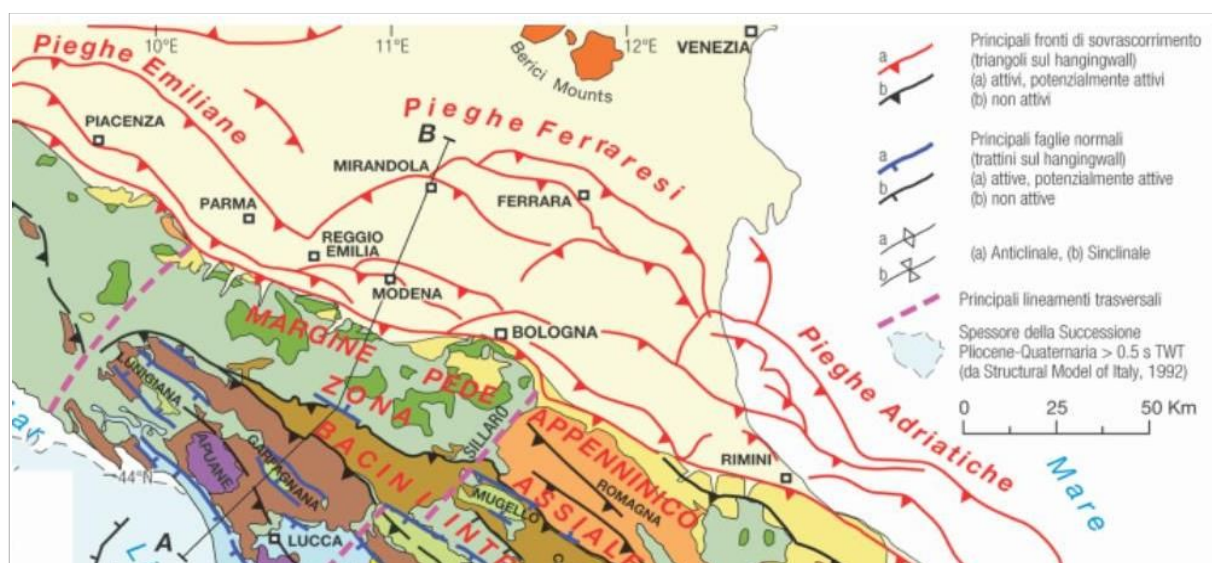 10°E
11°E
12°E
VENEZIA
Berici Mounts
Pieghe Emiliane
Pieghe Ferraresi
PIACENZA
B
MIRANDOLA
FERRARA
PARMA
REGGIO
EMILIA
MODENA
BOLOGNA
MARGINE PEDE APPENNINICO
ZONA ASSIALE
BACINI
SILLARO
LUNIGIANA
APUANE
GARFAGNANA
MUGELLO
ROMAGNA
RIMINI
44°N
A
LUCCA
Pieghe Adriatiche
Mare
a
b
Principali fronti di sovrascorrimento
(triangoli sul hangingwall)
(a) attivi, potenzialmente attivi
(b) non attivi
a
b
Principali faglie normali
(trattini sul hangingwall)
(a) attive, potenzialmente attive
(b) non attive
a
b
(a) Anticlinale, (b) Sinclinale
Principali lineamenti trasversali
Spessore della Successione
Pliocene-Quaternaria > 0.5 s TWT
(da Structural Model of Italy, 1992)
0 25 50 Km